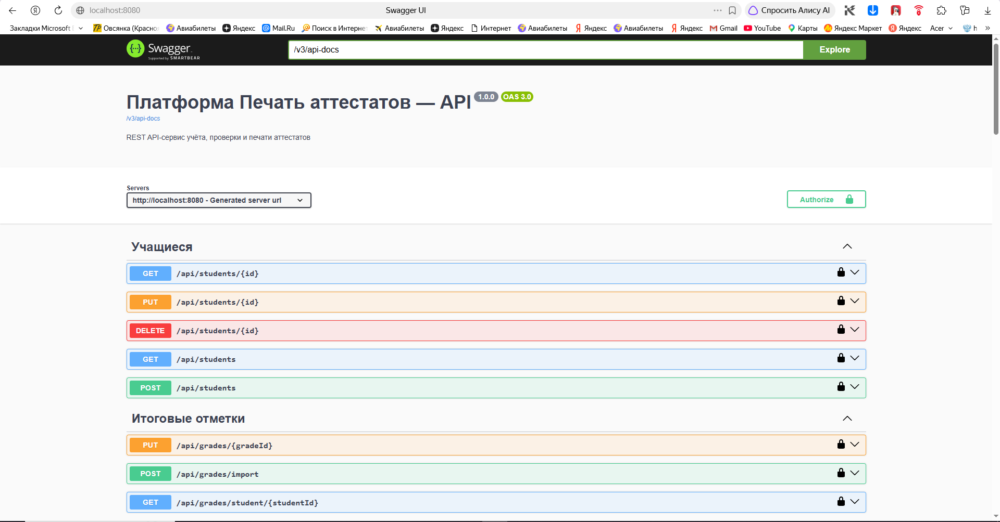 localhost:8080
Swagger UI
Спросить Алису AI
Закладки Microsoft
Овсянка (Красно
Авиабилеты
Яндекс
Mail.Ru
Поиск в Интернет
Авиабилеты
Яндекс
Интернет
Авиабилеты
Яндекс
Авиабилеты
Яндекс
Gmail
YouTube
Карты
Яндекс Маркет
Яндекс
Acer
h
Swagger
Supported by SMARTBEAR
/v3/api-docs
Explore
Платформа Печать аттестатов — API 1.0.0 OAS 3.0
/v3/api-docs
REST API-сервис учёта, проверки и печати аттестатов
Servers
http://localhost:8080 - Generated server url
Authorize
Учащиеся
GET /api/students/{id}
PUT /api/students/{id}
DELETE /api/students/{id}
GET /api/students
POST /api/students
Итоговые отметки
PUT /api/grades/{gradeId}
POST /api/grades/import
GET /api/grades/student/{studentId}